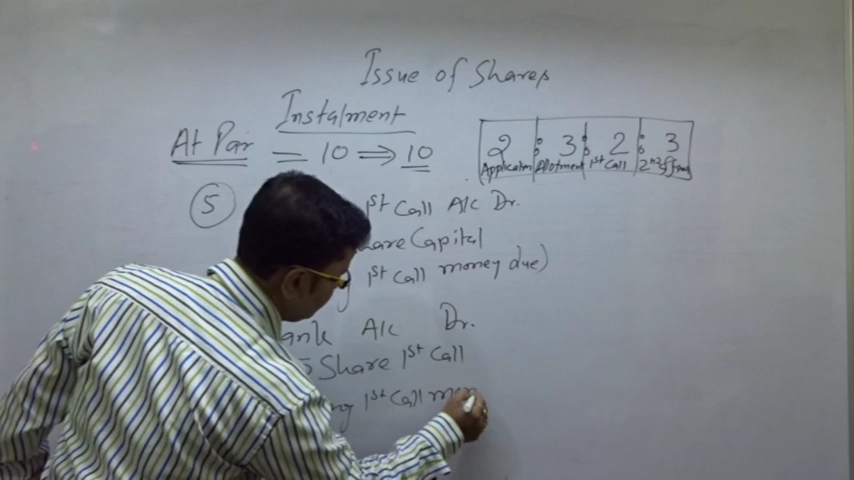 Issue of Shares
Instalment
At Par = 10 ⇒ 10
2 : 3 : 2 : 3
Application Allotment 1st Call 2nd &
5
1st Call A/c Dr.
Share Capital
1st Call money due)
Bank A/c Dr.
Share 1st Call
1st Call